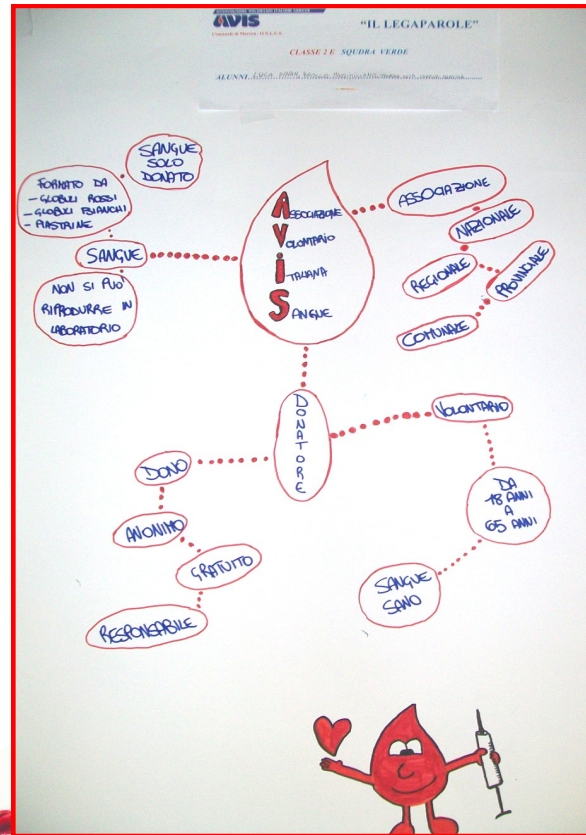 AVIS
"IL LEGAPAROLE"
CLASSE 2 E SQUDRA VERDE
ALUNNI
SANGUE
SOLO
DONATO
FORMATO DA
- GLOBULI ROSSI
- GLOBULI BIANCHI
- PIASTRINE
SANGUE
NON SI PUO'
RIPRODURRE IN
LABORATORIO
ASSOCIAZIONE
VOLONTARIO
ITALIANA
SANGUE
ASSOCIAZIONE
NAZIONALE
REGIONALE
PROVINCIALE
COMUNALE
DONATORE
VOLONTARIO
DA
18 ANNI
A
65 ANNI
SANGUE
SANO
DONO
ANONIMO
GRATUITO
RESPONSABILE